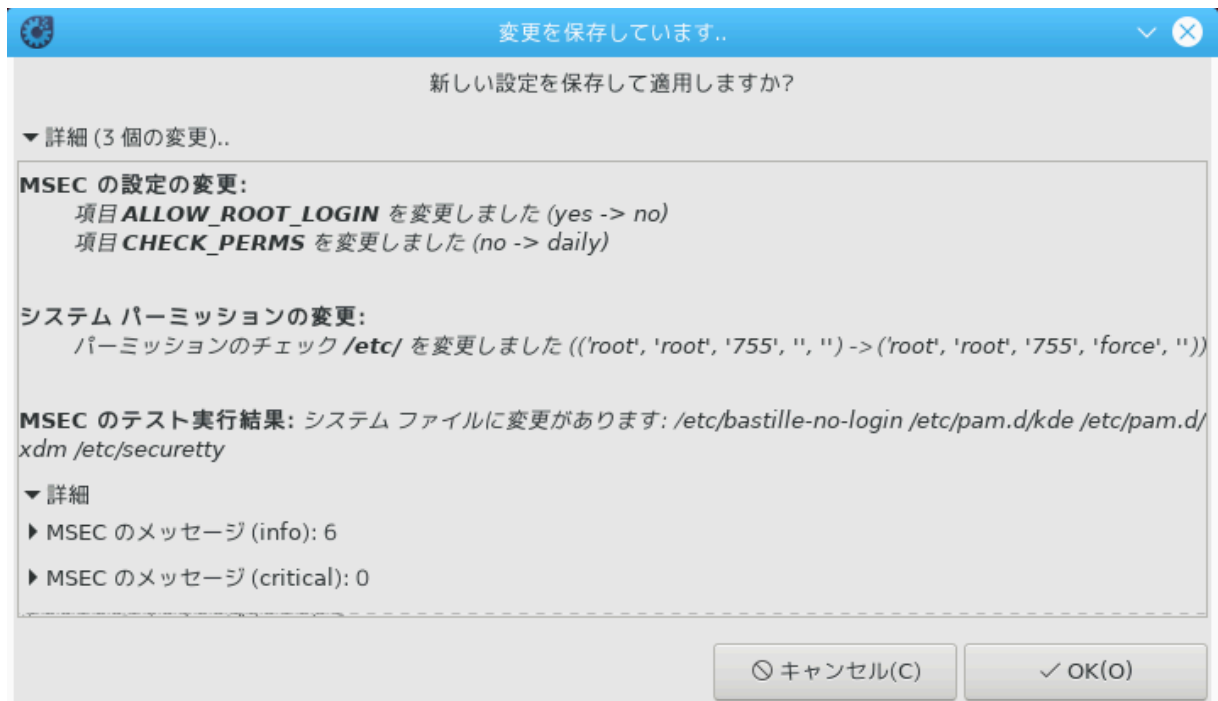 変更を保存しています..
新しい設定を保存して適用しますか?
詳細 (3 個の変更)..
MSEC の設定の変更:
項目 ALLOW_ROOT_LOGIN を変更しました (yes -> no)
項目 CHECK_PERMS を変更しました (no -> daily)
システム パーミッションの変更:
パーミッションのチェック /etc/ を変更しました (('root', 'root', '755', '', '') -> ('root', 'root', '755', 'force', ''))
MSEC のテスト実行結果: システム ファイルに変更があります: /etc/bastille-no-login /etc/pam.d/kde /etc/pam.d/
xdm /etc/securetty
詳細
MSEC のメッセージ (info): 6
MSEC のメッセージ (critical): 0
キャンセル(C)
OK(O)